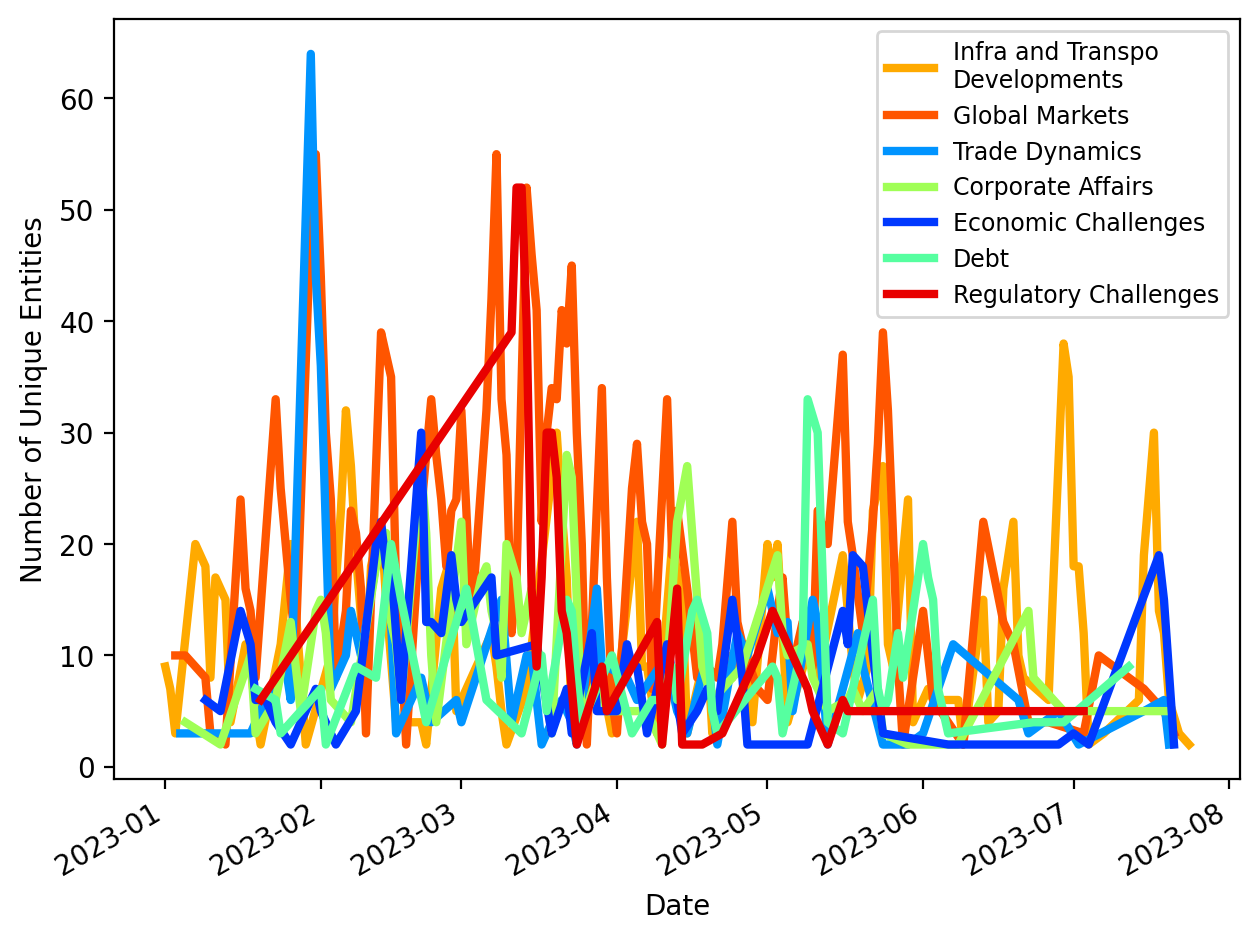 Infra and Transpo
Developments
Global Markets
Trade Dynamics
Corporate Affairs
Economic Challenges
Debt
Regulatory Challenges
Number of Unique Entities
60
50
40
30
20
10
0
2023-01
2023-02
2023-03
2023-04
2023-05
2023-06
2023-07
2023-08
Date